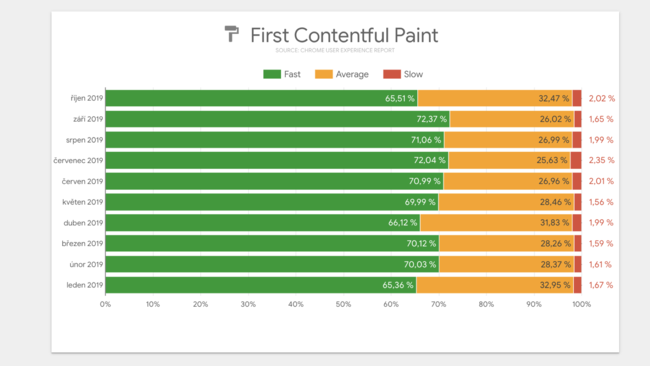 First Contentful Paint
SOURCE: CHROME USER EXPERIENCE REPORT
Fast Average Slow
říjen 2019 65,51 % 32,47 % 2,02 %
září 2019 72,37 % 26,02 % 1,65 %
srpen 2019 71,06 % 26,99 % 1,99 %
červenec 2019 72,04 % 25,63 % 2,35 %
červen 2019 70,99 % 26,96 % 2,01 %
květen 2019 69,99 % 28,46 % 1,56 %
duben 2019 66,12 % 31,83 % 1,99 %
březen 2019 70,12 % 28,26 % 1,59 %
únor 2019 70,03 % 28,37 % 1,61 %
leden 2019 65,36 % 32,95 % 1,67 %
0% 10% 20% 30% 40% 50% 60% 70% 80% 90% 100%